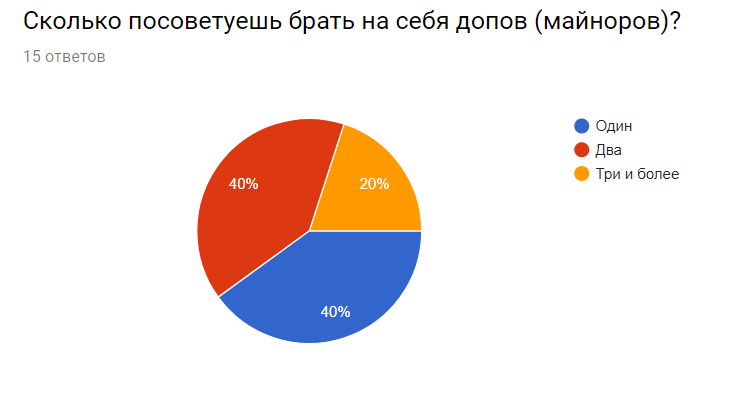 Сколько посоветуешь брать на себя допов (майноров)?
15 ответов
Один
Два
Три и более
40%
20%
40%